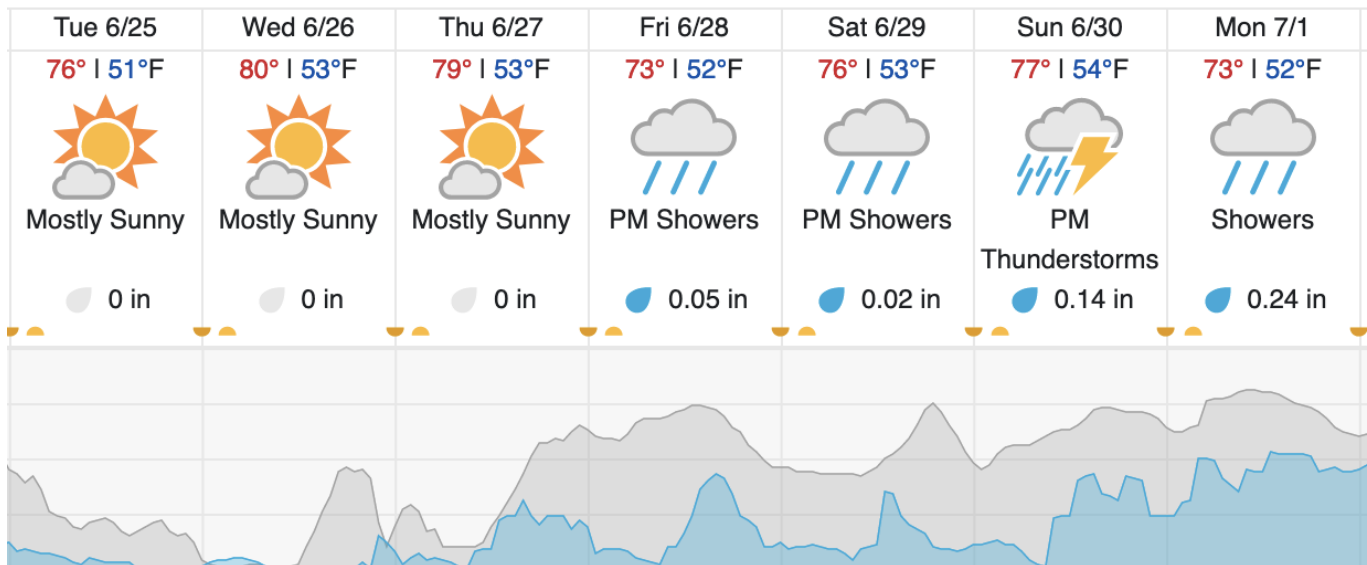 Tue 6/25 Wed 6/26 Thu 6/27 Fri 6/28 Sat 6/29 Sun 6/30 Mon 7/1
76° | 51°F 80° | 53°F 79° | 53°F 73° | 52°F 76° | 53°F 77° | 54°F 73° | 52°F
Mostly Sunny Mostly Sunny Mostly Sunny PM Showers PM Showers PM Showers
Thunderstorms
0 in 0 in 0 in 0.05 in 0.02 in 0.14 in 0.24 in